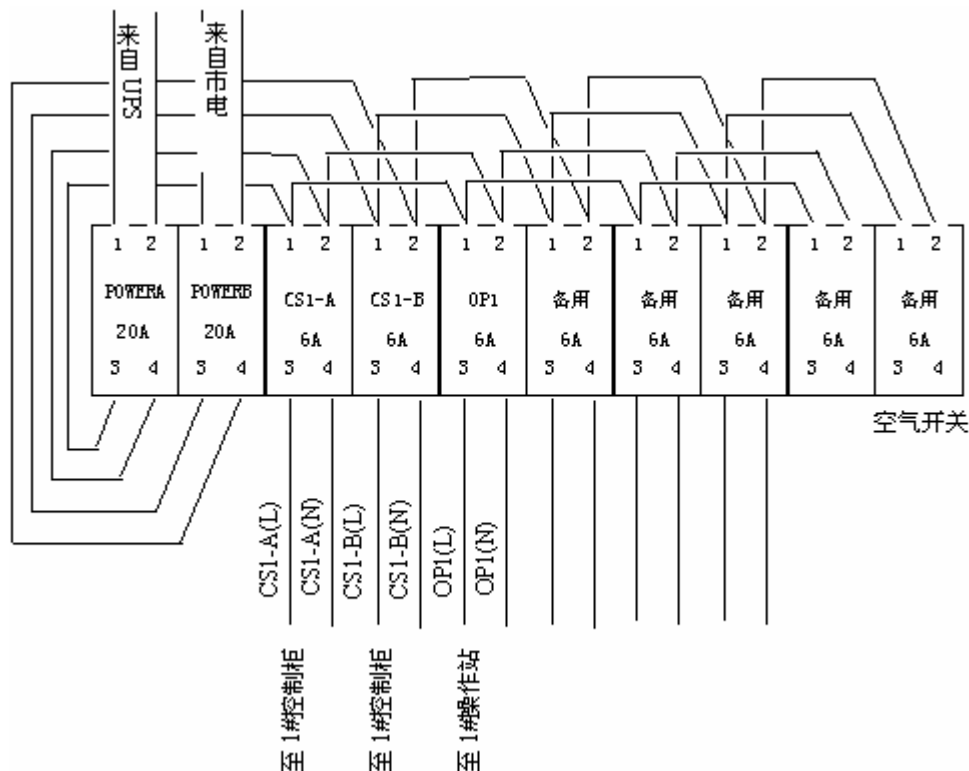 来自 UPS
来自市电
1 2 1 2 1 2 1 2 1 2 1 2 1 2 1 2 1 2 1 2
POWERA POWERB CS1-A CS1-B OP1 备用 备用 备用 备用 备用
20A 20A 6A 6A 6A 6A 6A 6A 6A 6A
3 4 3 4 3 4 3 4 3 4 3 4 3 4 3 4 3 4 3 4
空气开关
CS1-A(L)
CS1-A(N)
CS1-B(L)
CS1-B(N)
OP1(L)
OP1(N)
至 1#控制柜
至 1#控制柜
至 1#操作站